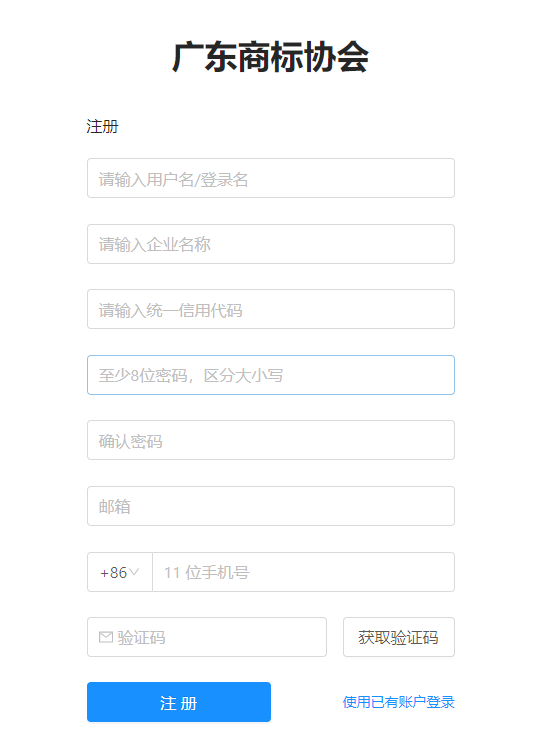 广东商标协会
注册
请输入用户名/登录名
请输入企业名称
请输入统一信用代码
至少8位密码，区分大小写
确认密码
邮箱
+86 11 位手机号
验证码 获取验证码
注 册 使用已有账户登录